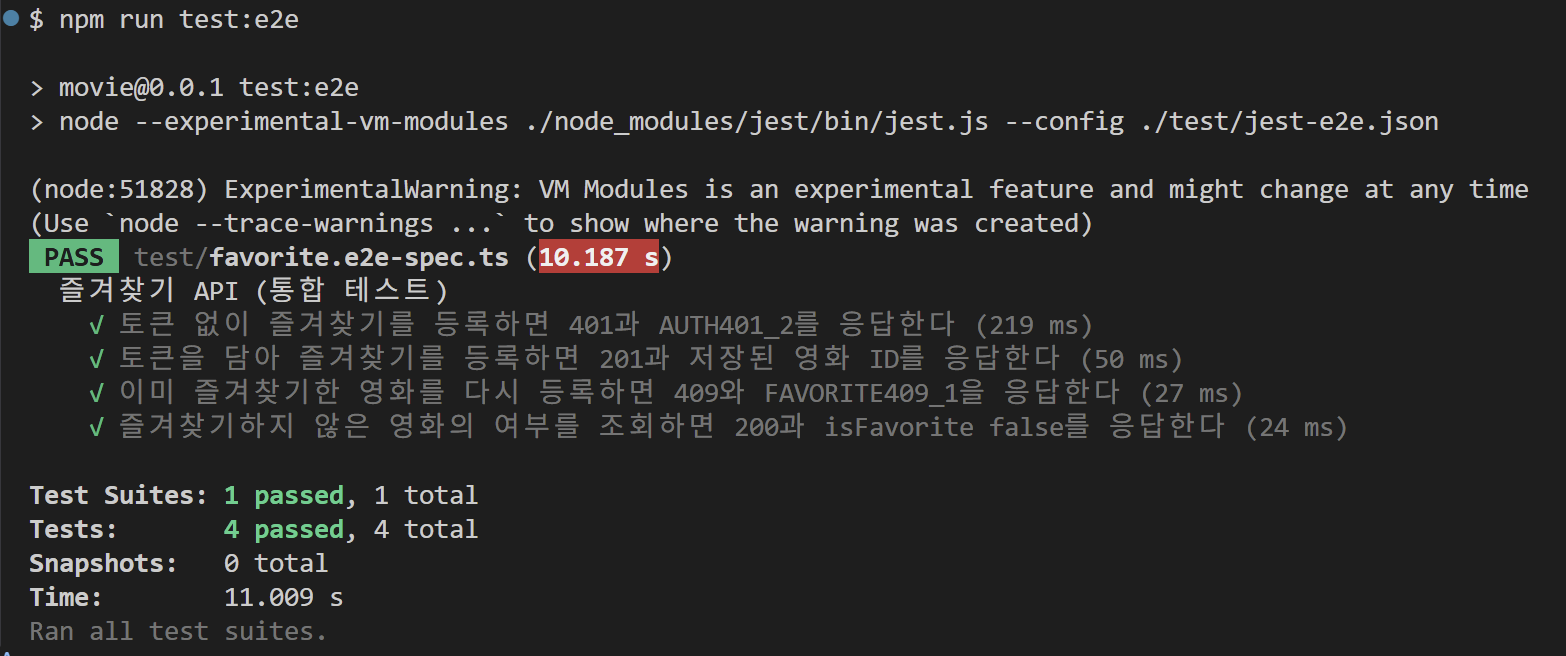 $ npm run test:e2e
> movie@0.0.1 test:e2e
> node --experimental-vm-modules ./node_modules/jest/bin/jest.js --config ./test/jest-e2e.json
(node:51828) ExperimentalWarning: VM Modules is an experimental feature and might change at any time
(Use `node --trace-warnings ...` to show where the warning was created)
PASS test/favorite.e2e-spec.ts (10.187 s)
즐겨찾기 API (통합 테스트)
√ 토큰 없이 즐겨찾기를 등록하면 401과 AUTH401_2를 응답한다 (219 ms)
√ 토큰을 담아 즐겨찾기를 등록하면 201과 저장된 영화 ID를 응답한다 (50 ms)
√ 이미 즐겨찾기한 영화를 다시 등록하면 409와 FAVORITE409_1을 응답한다 (27 ms)
√ 즐겨찾기하지 않은 영화의 여부를 조회하면 200과 isFavorite false를 응답한다 (24 ms)
Test Suites: 1 passed, 1 total
Tests: 4 passed, 4 total
Snapshots: 0 total
Time: 11.009 s
Ran all test suites.